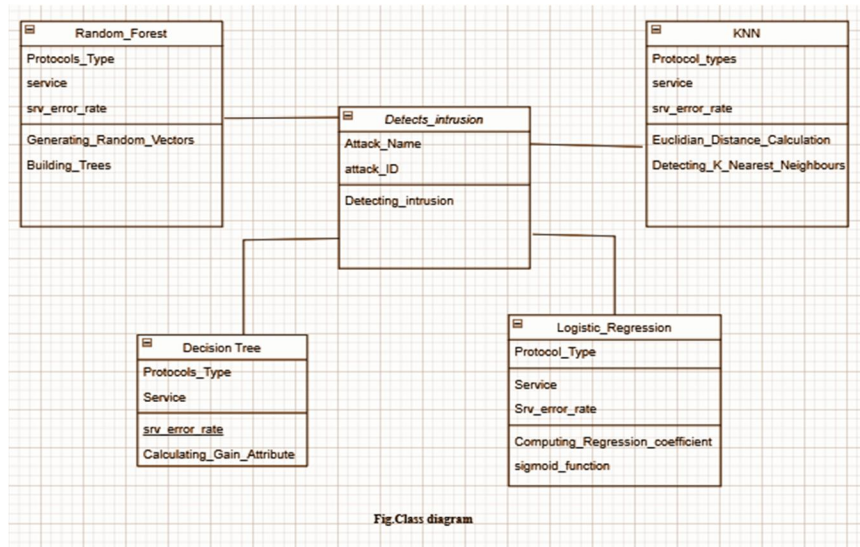 Random_Forest
Protocols_Type
service
srv_error_rate
Generating_Random_Vectors
Building_Trees
KNN
Protocol_types
service
srv_error_rate
Euclidian_Distance_Calculation
Detecting_K_Nearest_Neighbours
Detects_intrusion
Attack_Name
attack_ID
Detecting_intrusion
Decision Tree
Protocols_Type
Service
srv_error_rate
Calculating_Gain_Attribute
Logistic_Regression
Protocol_Type
Service
Srv_error_rate
Computing_Regression_coefficient
sigmoid_function
Fig.Class diagram